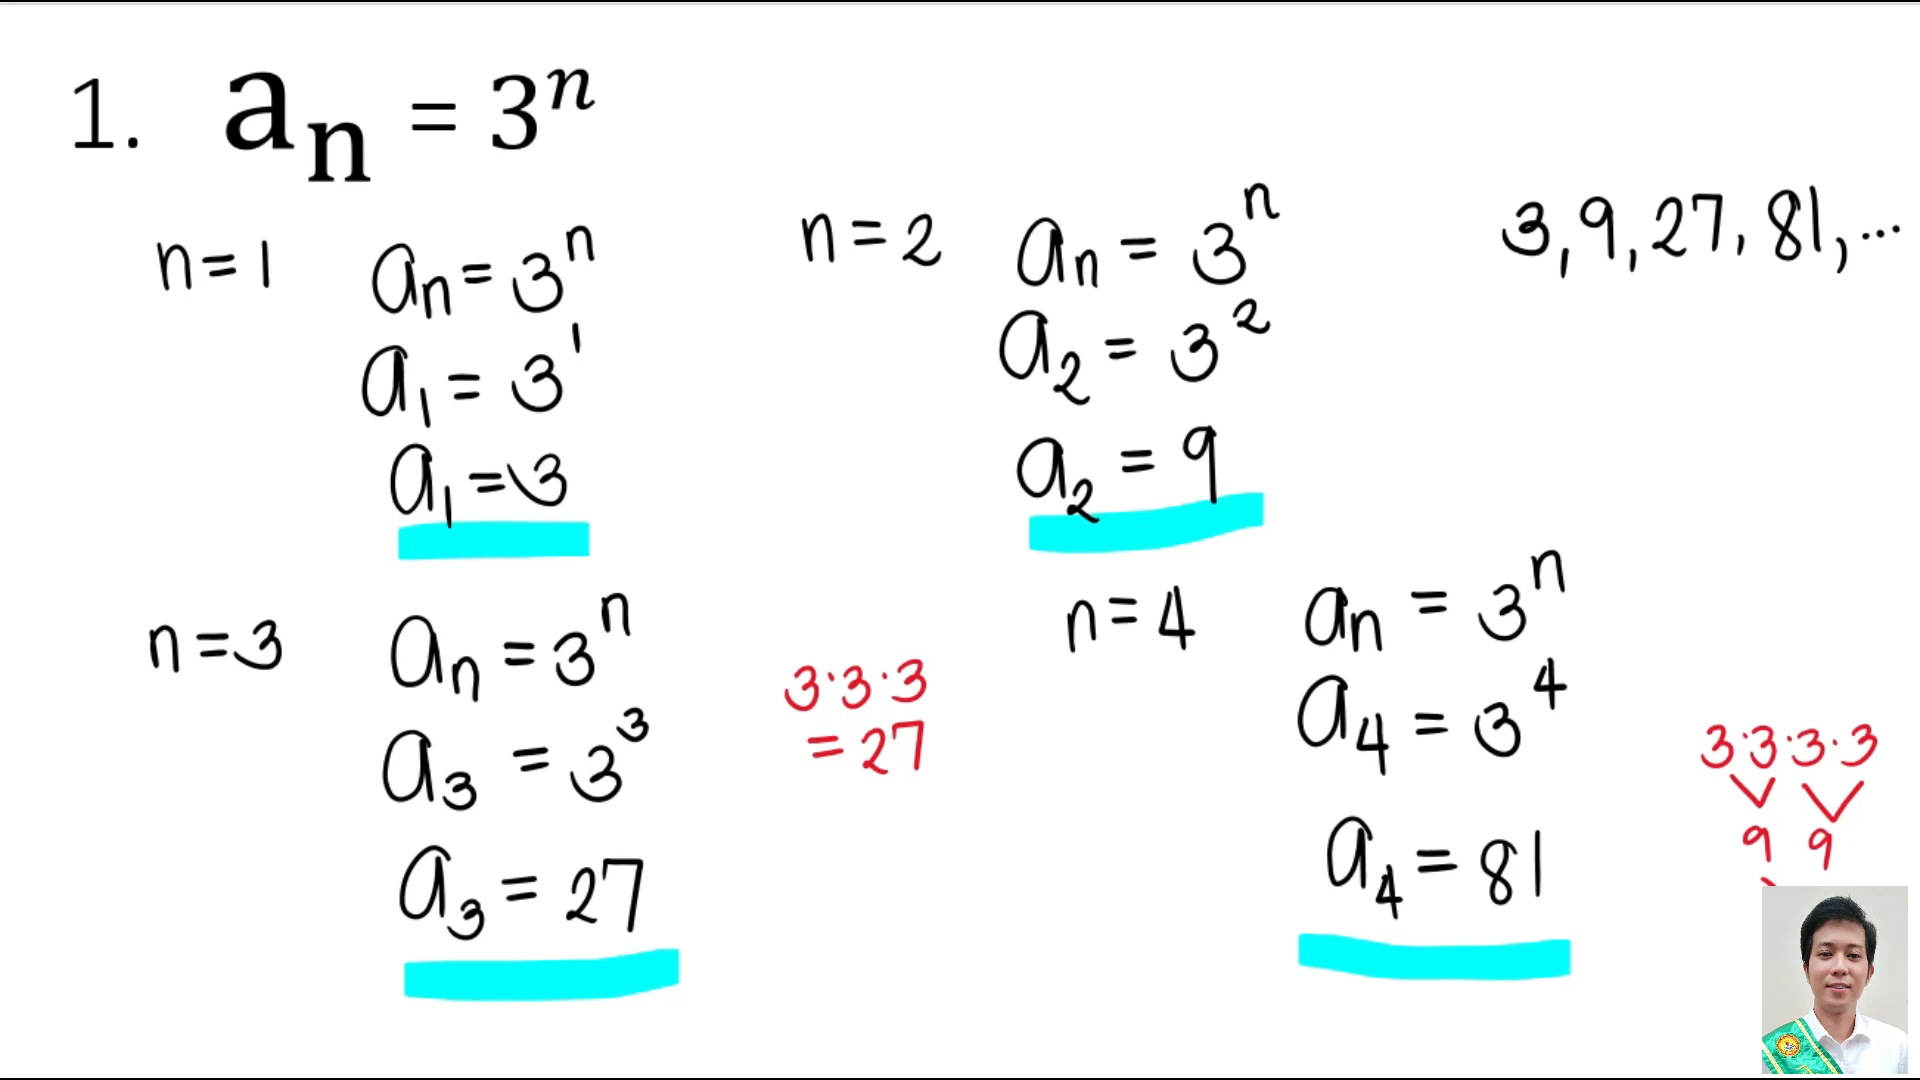 1. aₙ = 3ⁿ
n=1
aₙ = 3ⁿ
a₁ = 3¹
a₁ = 3
n=2
aₙ = 3ⁿ
a₂ = 3²
a₂ = 9
3, 9, 27, 81, ...
n=3
aₙ = 3ⁿ
a₃ = 3³
a₃ = 27
3·3·3
= 27
n=4
aₙ = 3ⁿ
a₄ = 3⁴
a₄ = 81
3·3·3·3
9 9